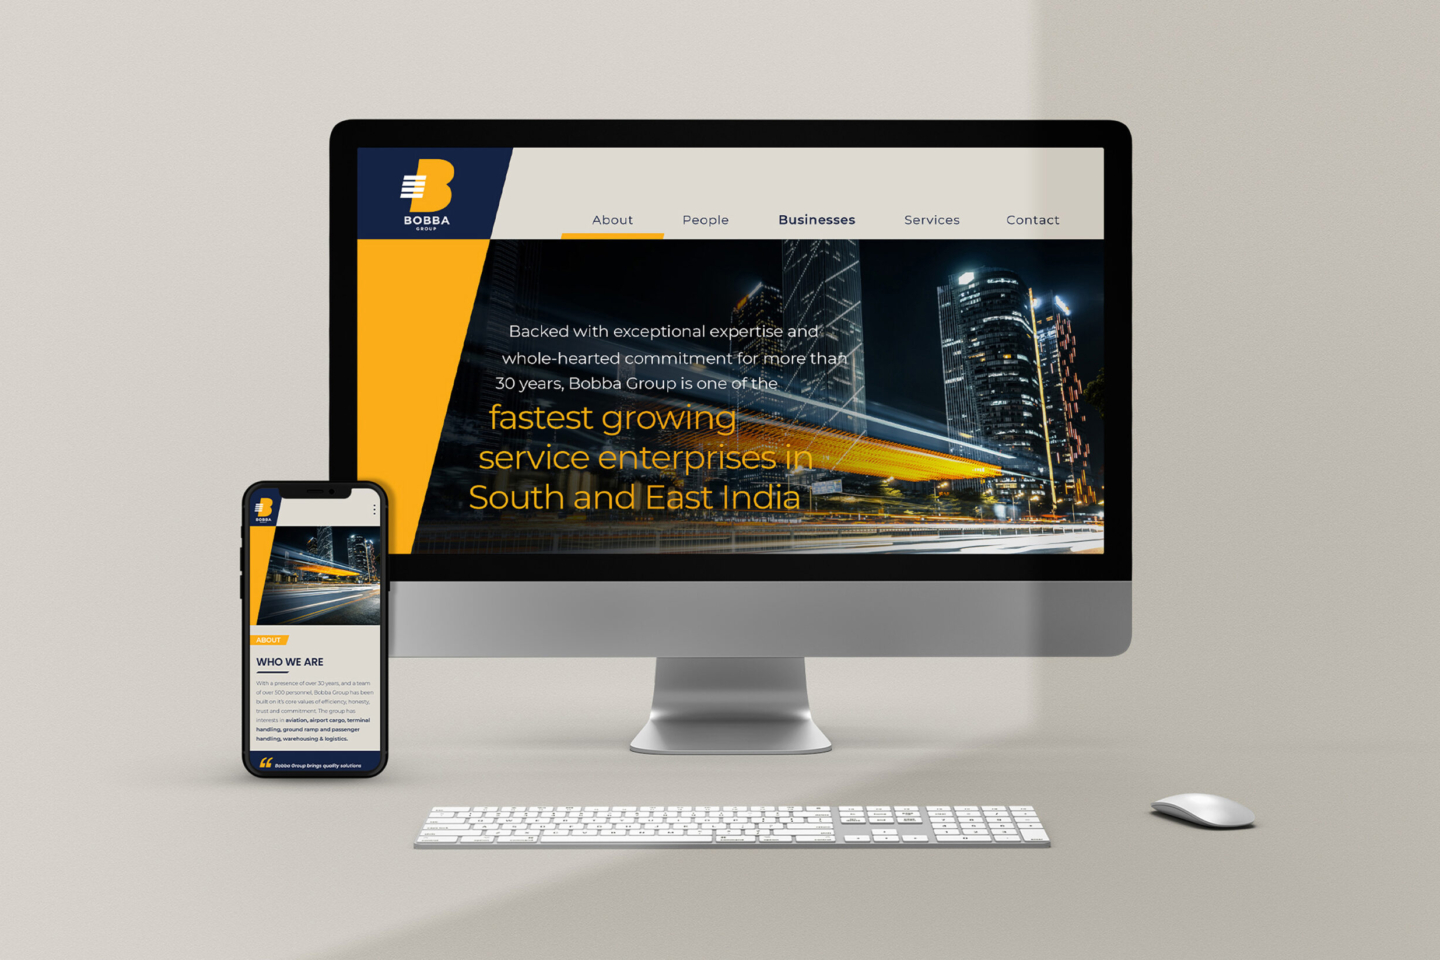 BOBBA
GROUP
About People Businesses Services Contact
Backed with exceptional expertise and
whole-hearted commitment for more than
30 years, Bobba Group is one of the
fastest growing
service enterprises in
South and East India
BOBBA
ABOUT
WHO WE ARE
With a presence of over 30 years, and a team
of over 500 personnel, Bobba Group has been
built on it's core values of efficiency, honesty,
trust and commitment. The group has
interests in aviation, airport cargo, terminal
handling, ground ramp and passenger
handling, warehousing & logistics.
“ Bobba Group brings quality solutions